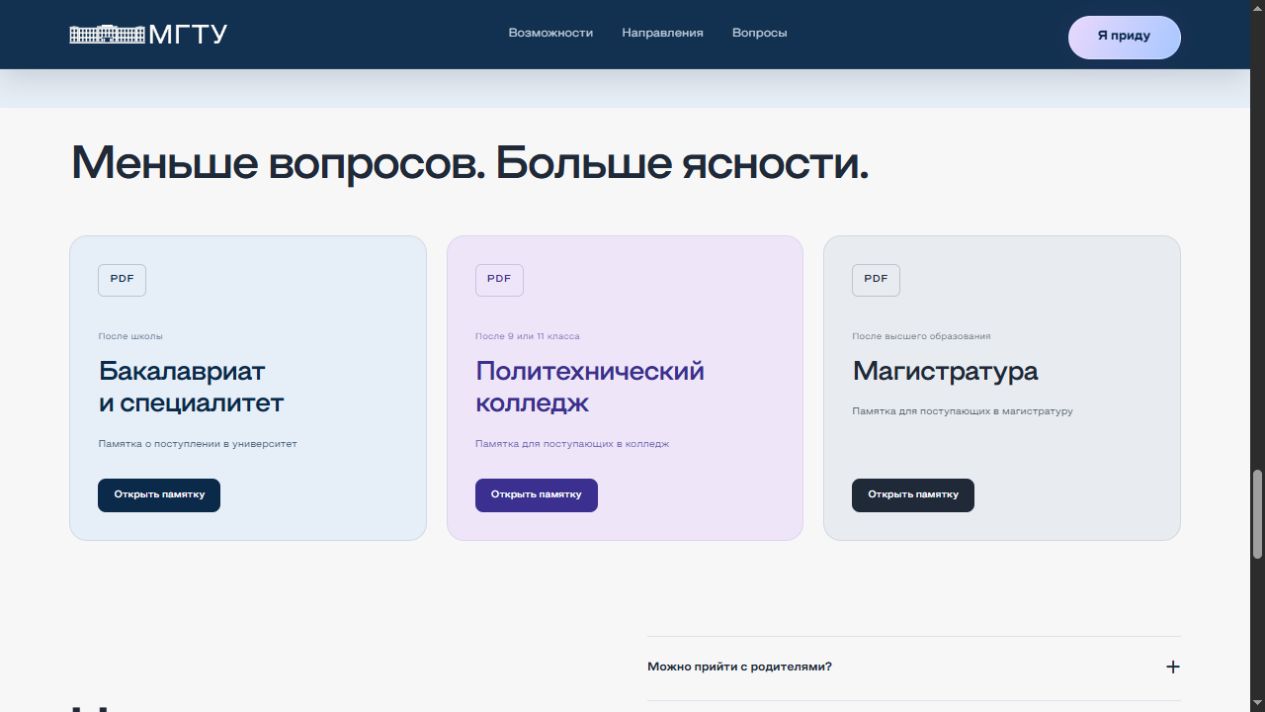 МГТУ
Возможности
Направления
Вопросы
Я приду
Меньше вопросов. Больше ясности.
PDF
После школы
Бакалавриат
и специалитет
Памятка о поступлении в университет
Открыть памятку
PDF
После 9 или 11 класса
Политехнический
колледж
Памятка для поступающих в колледж
Открыть памятку
PDF
После высшего образования
Магистратура
Памятка для поступающих в магистратуру
Открыть памятку
Можно прийти с родителями?